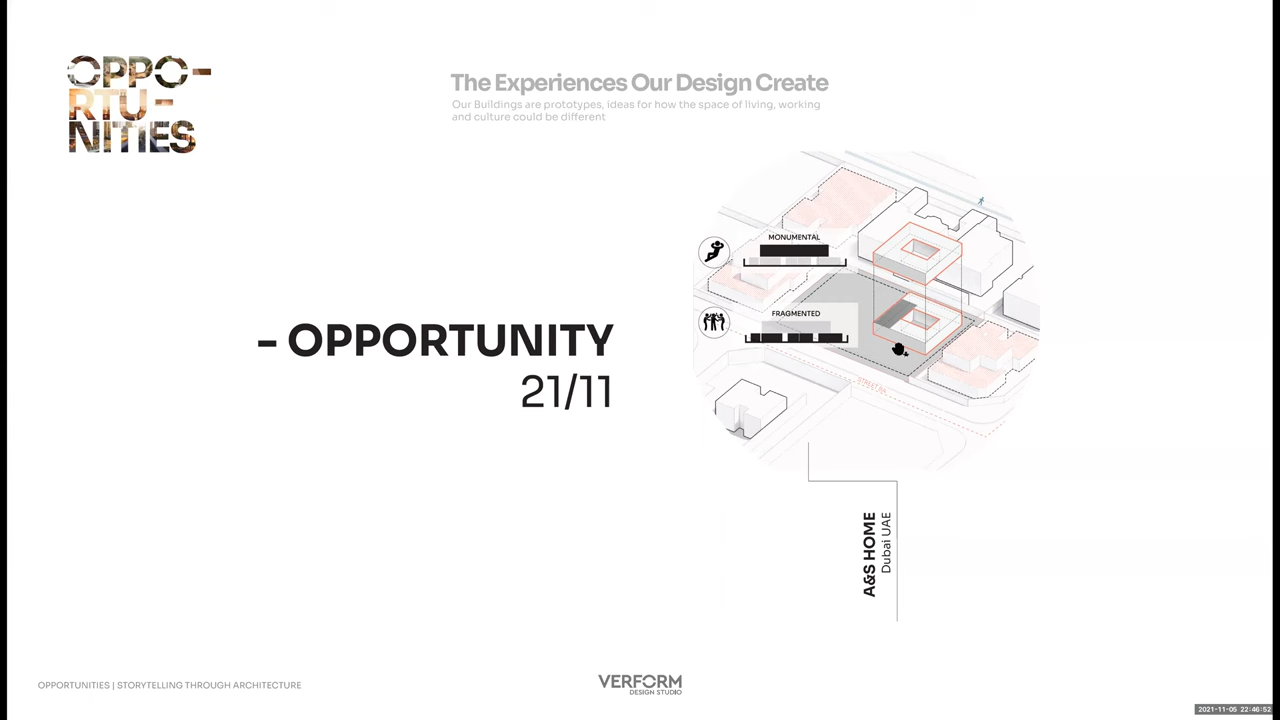 OPPO-
RTU-
NITIES
The Experiences Our Design Create
Our Buildings are prototypes, ideas for how the space of living, working
and culture could be different
MONUMENTAL
FRAGMENTED
– OPPORTUNITY
21/11
A&S HOME
Dubai UAE
OPPORTUNITIES | STORYTELLING THROUGH ARCHITECTURE
VERFORM
DESIGN STUDIO
2021-11-05 22:46:52